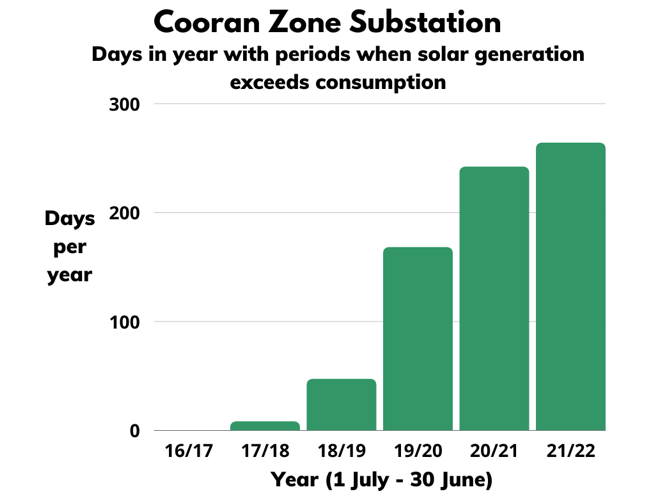 Cooran Zone Substation
Days in year with periods when solar generation
exceeds consumption
300
200
100
0
Days
per
year
16/17 17/18 18/19 19/20 20/21 21/22
Year (1 July - 30 June)